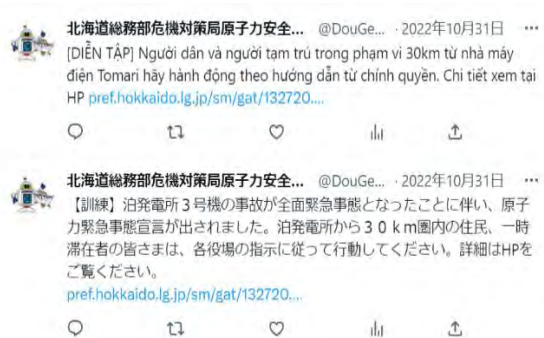 北海道総務部危機対策局原子力安全... @DouGe... · 2022年10月31日 ...
[DIỄN TẬP] Người dân và người tạm trú trong phạm vi 30km từ nhà máy
điện Tomari hãy hành động theo hướng dẫn từ chính quyền. Chi tiết xem tại
HP pref.hokkaido.lg.jp/sm/gat/132720....
北海道総務部危機対策局原子力安全... @DouGe... · 2022年10月31日 ...
【訓練】泊発電所３号機の事故が全面緊急事態となったことに伴い、原子
力緊急事態宣言が出されました。泊発電所から３０ｋｍ圏内の住民、一時
滞在者の皆さまは、各役場の指示に従って行動してください。詳細はHPを
ご覧ください。
pref.hokkaido.lg.jp/sm/gat/132720....